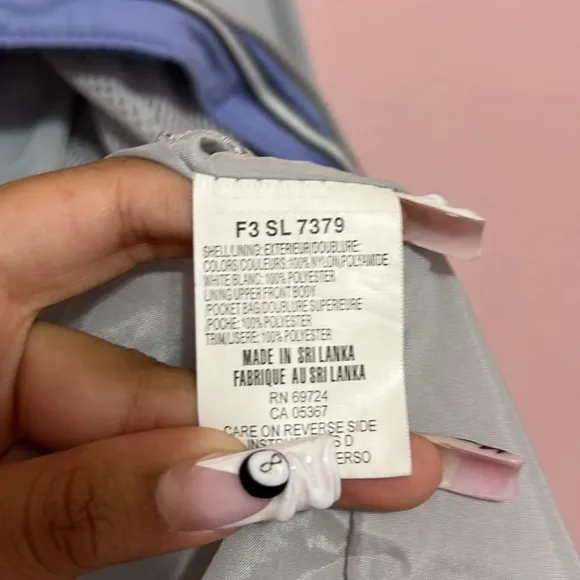 F3 SL 7379
SHELL/LINING: EXTERIEUR/DOUBLURE:
COLORS/COULEURS: 100% NYLON/POLYAMIDE
WHITE/BLANC: 100% POLYESTER
LINING UPPER FRONT BODY
/POCKET BAG/DOUBLURE SUPERIEURE
/POCHE: 100% POLYESTER
TRIM/LISERE: 100% POLYESTER
MADE IN SRI LANKA
FABRIQUE AU SRI LANKA
RN 69724
CA 05367
CARE ON REVERSE SIDE
8